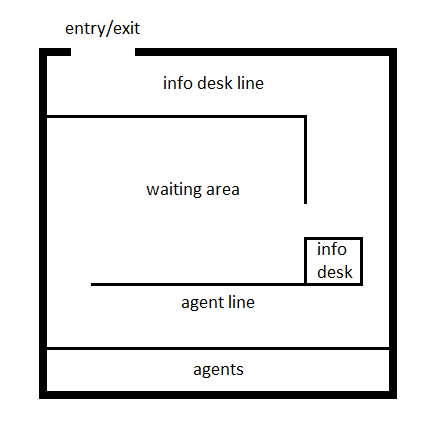 entry/exit
info desk line
waiting area
info
desk
agent line
agents